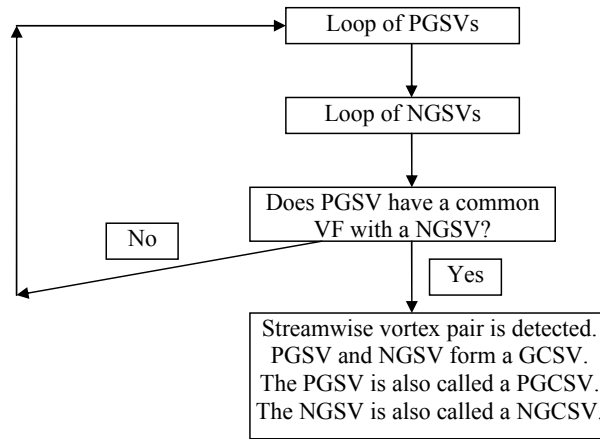 Loop of PGSVs
Loop of NGSVs
Does PGSV have a common
VF with a NGSV?
No
Yes
Streamwise vortex pair is detected.
PGSV and NGSV form a GCSV.
The PGSV is also called a PGCSV.
The NGSV is also called a NGCSV.